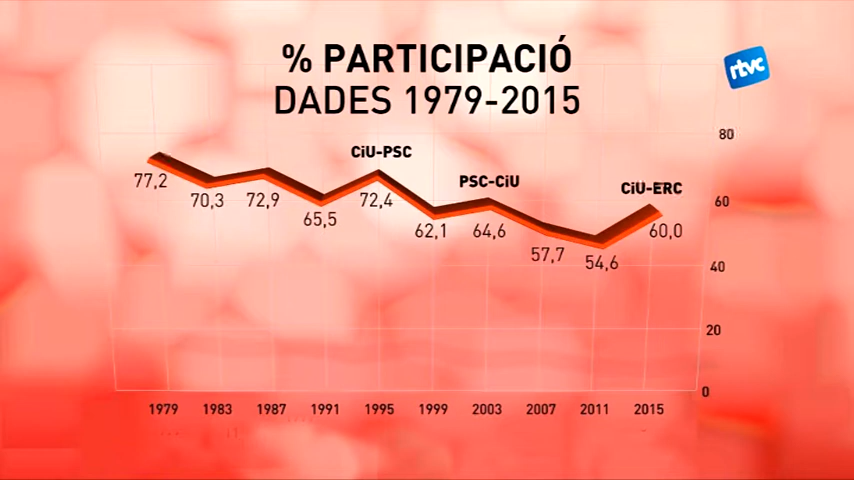 % PARTICIPACIÓ
DADES 1979-2015
rtvc
80
CiU-PSC
PSC-CiU
CiU-ERC
77,2
70,3
72,9
65,5
72,4
62,1
64,6
57,7
54,6
60,0
60
40
20
0
1979 1983 1987 1991 1995 1999 2003 2007 2011 2015